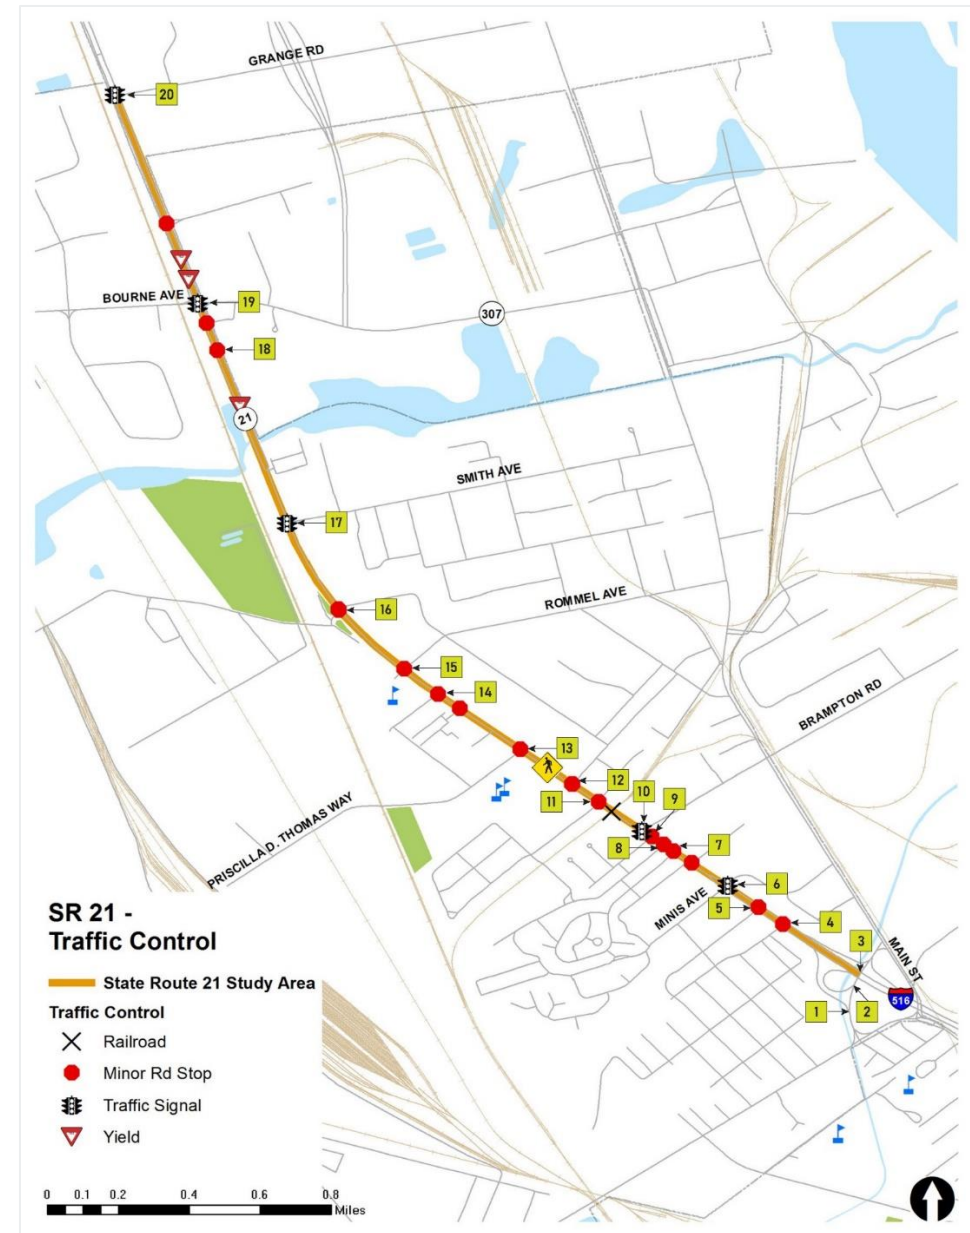 GRANGE RD
20
BOURNE AVE
19
307
18
21
SMITH AVE
17
ROMMEL AVE
16
15
BRAMPTON RD
14
13
12
11
10
9
PRISCILLA D. THOMAS WAY
8
7
6
MINIS AVE
5
4
3
MAIN ST
516
1
2
SR 21 -
Traffic Control
State Route 21 Study Area
Traffic Control
Railroad
Minor Rd Stop
Traffic Signal
Yield
0 0.1 0.2 0.4 0.6 0.8
Miles